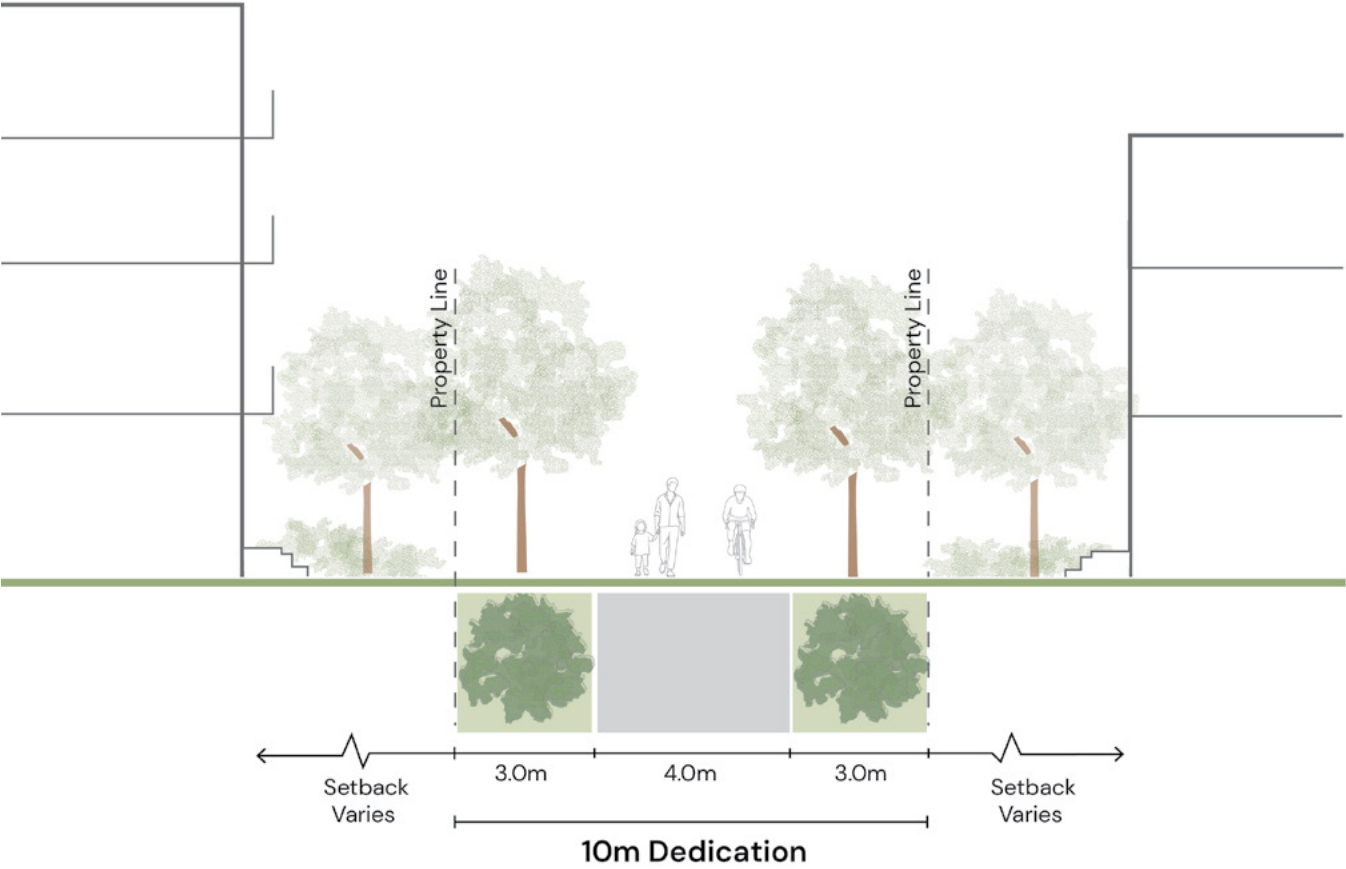 Property Line
Property Line
3.0m
4.0m
3.0m
Setback
Varies
Setback
Varies
10m Dedication